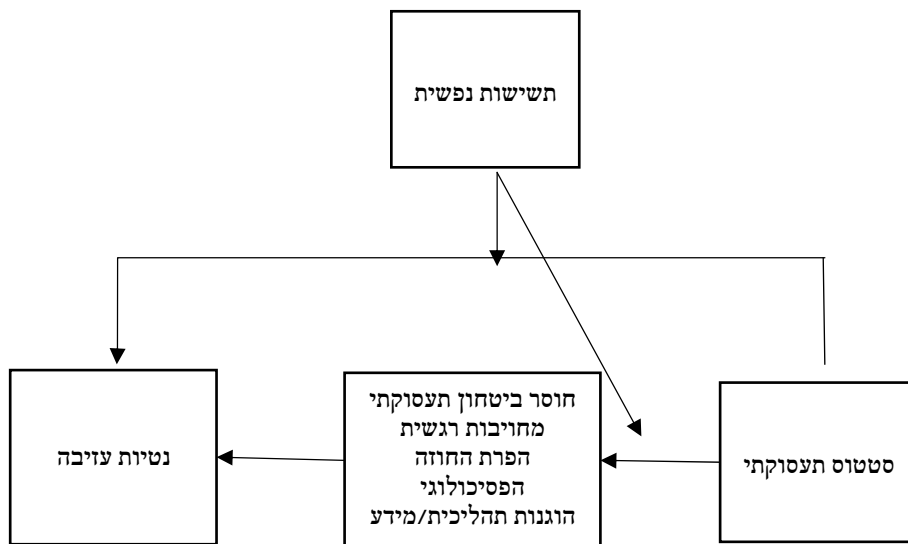 תשישות נפשית
סטטוס תעסוקתי
חוסר ביטחון תעסוקתי
מחויבות רגשית
הפרת החוזה
הפסיכולוגי
הוגנות תהליכית/מידע
נטיות עזיבה